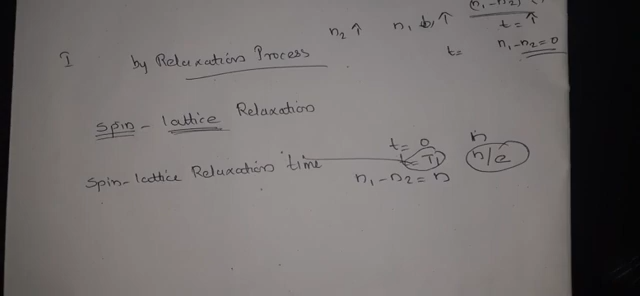 (n₁-n₂)
n₂ ↑ n₁ ↑ t = ↑
I by Relaxation Process t= n₁-n₂=0
Spin - lattice Relaxation
t= 0 n
Spin-lattice Relaxation time t= T₁ n/e
n₁-n₂ = n